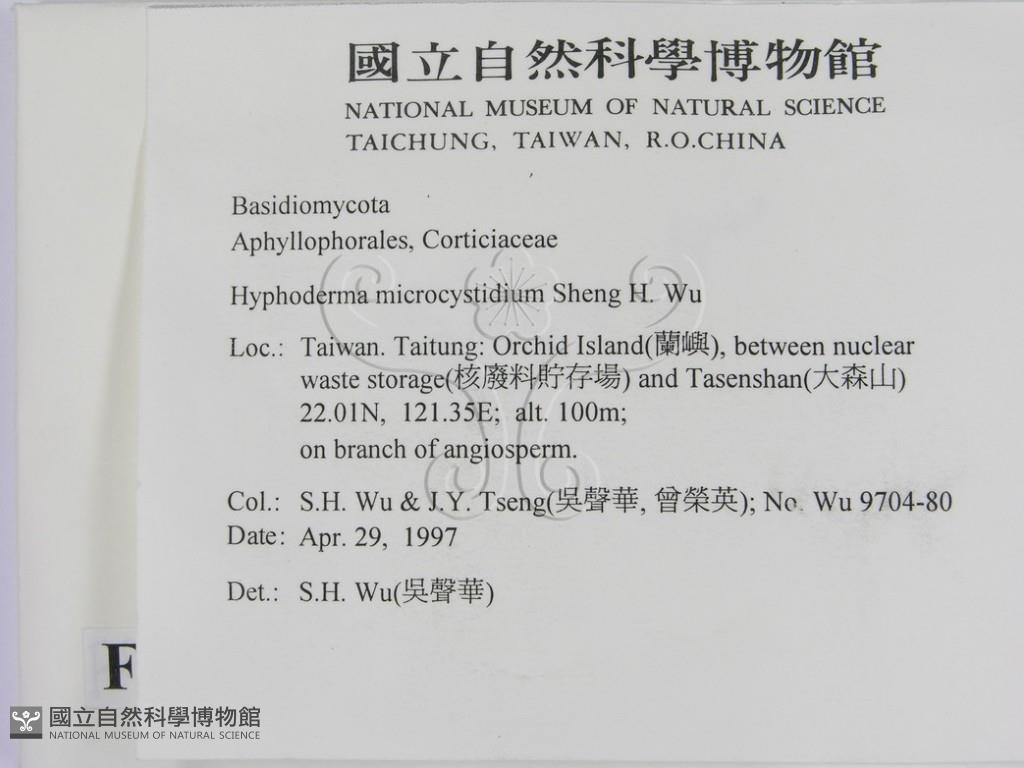 國立自然科學博物館
NATIONAL MUSEUM OF NATURAL SCIENCE
TAICHUNG, TAIWAN, R.O.CHINA
Basidiomycota
Aphyllophorales, Corticiaceae
Hyphoderma microcystidium Sheng H. Wu
Loc.: Taiwan. Taitung: Orchid Island(蘭嶼), between nuclear
waste storage(核廢料貯存場) and Tasenshan(大森山)
22.01N, 121.35E; alt. 100m;
on branch of angiosperm.
Col.: S.H. Wu & J.Y. Tseng(吳聲華, 曾榮英); No. Wu 9704-80
Date: Apr. 29, 1997
Det.: S.H. Wu(吳聲華)
F
國立自然科學博物館
NATIONAL MUSEUM OF NATURAL SCIENCE